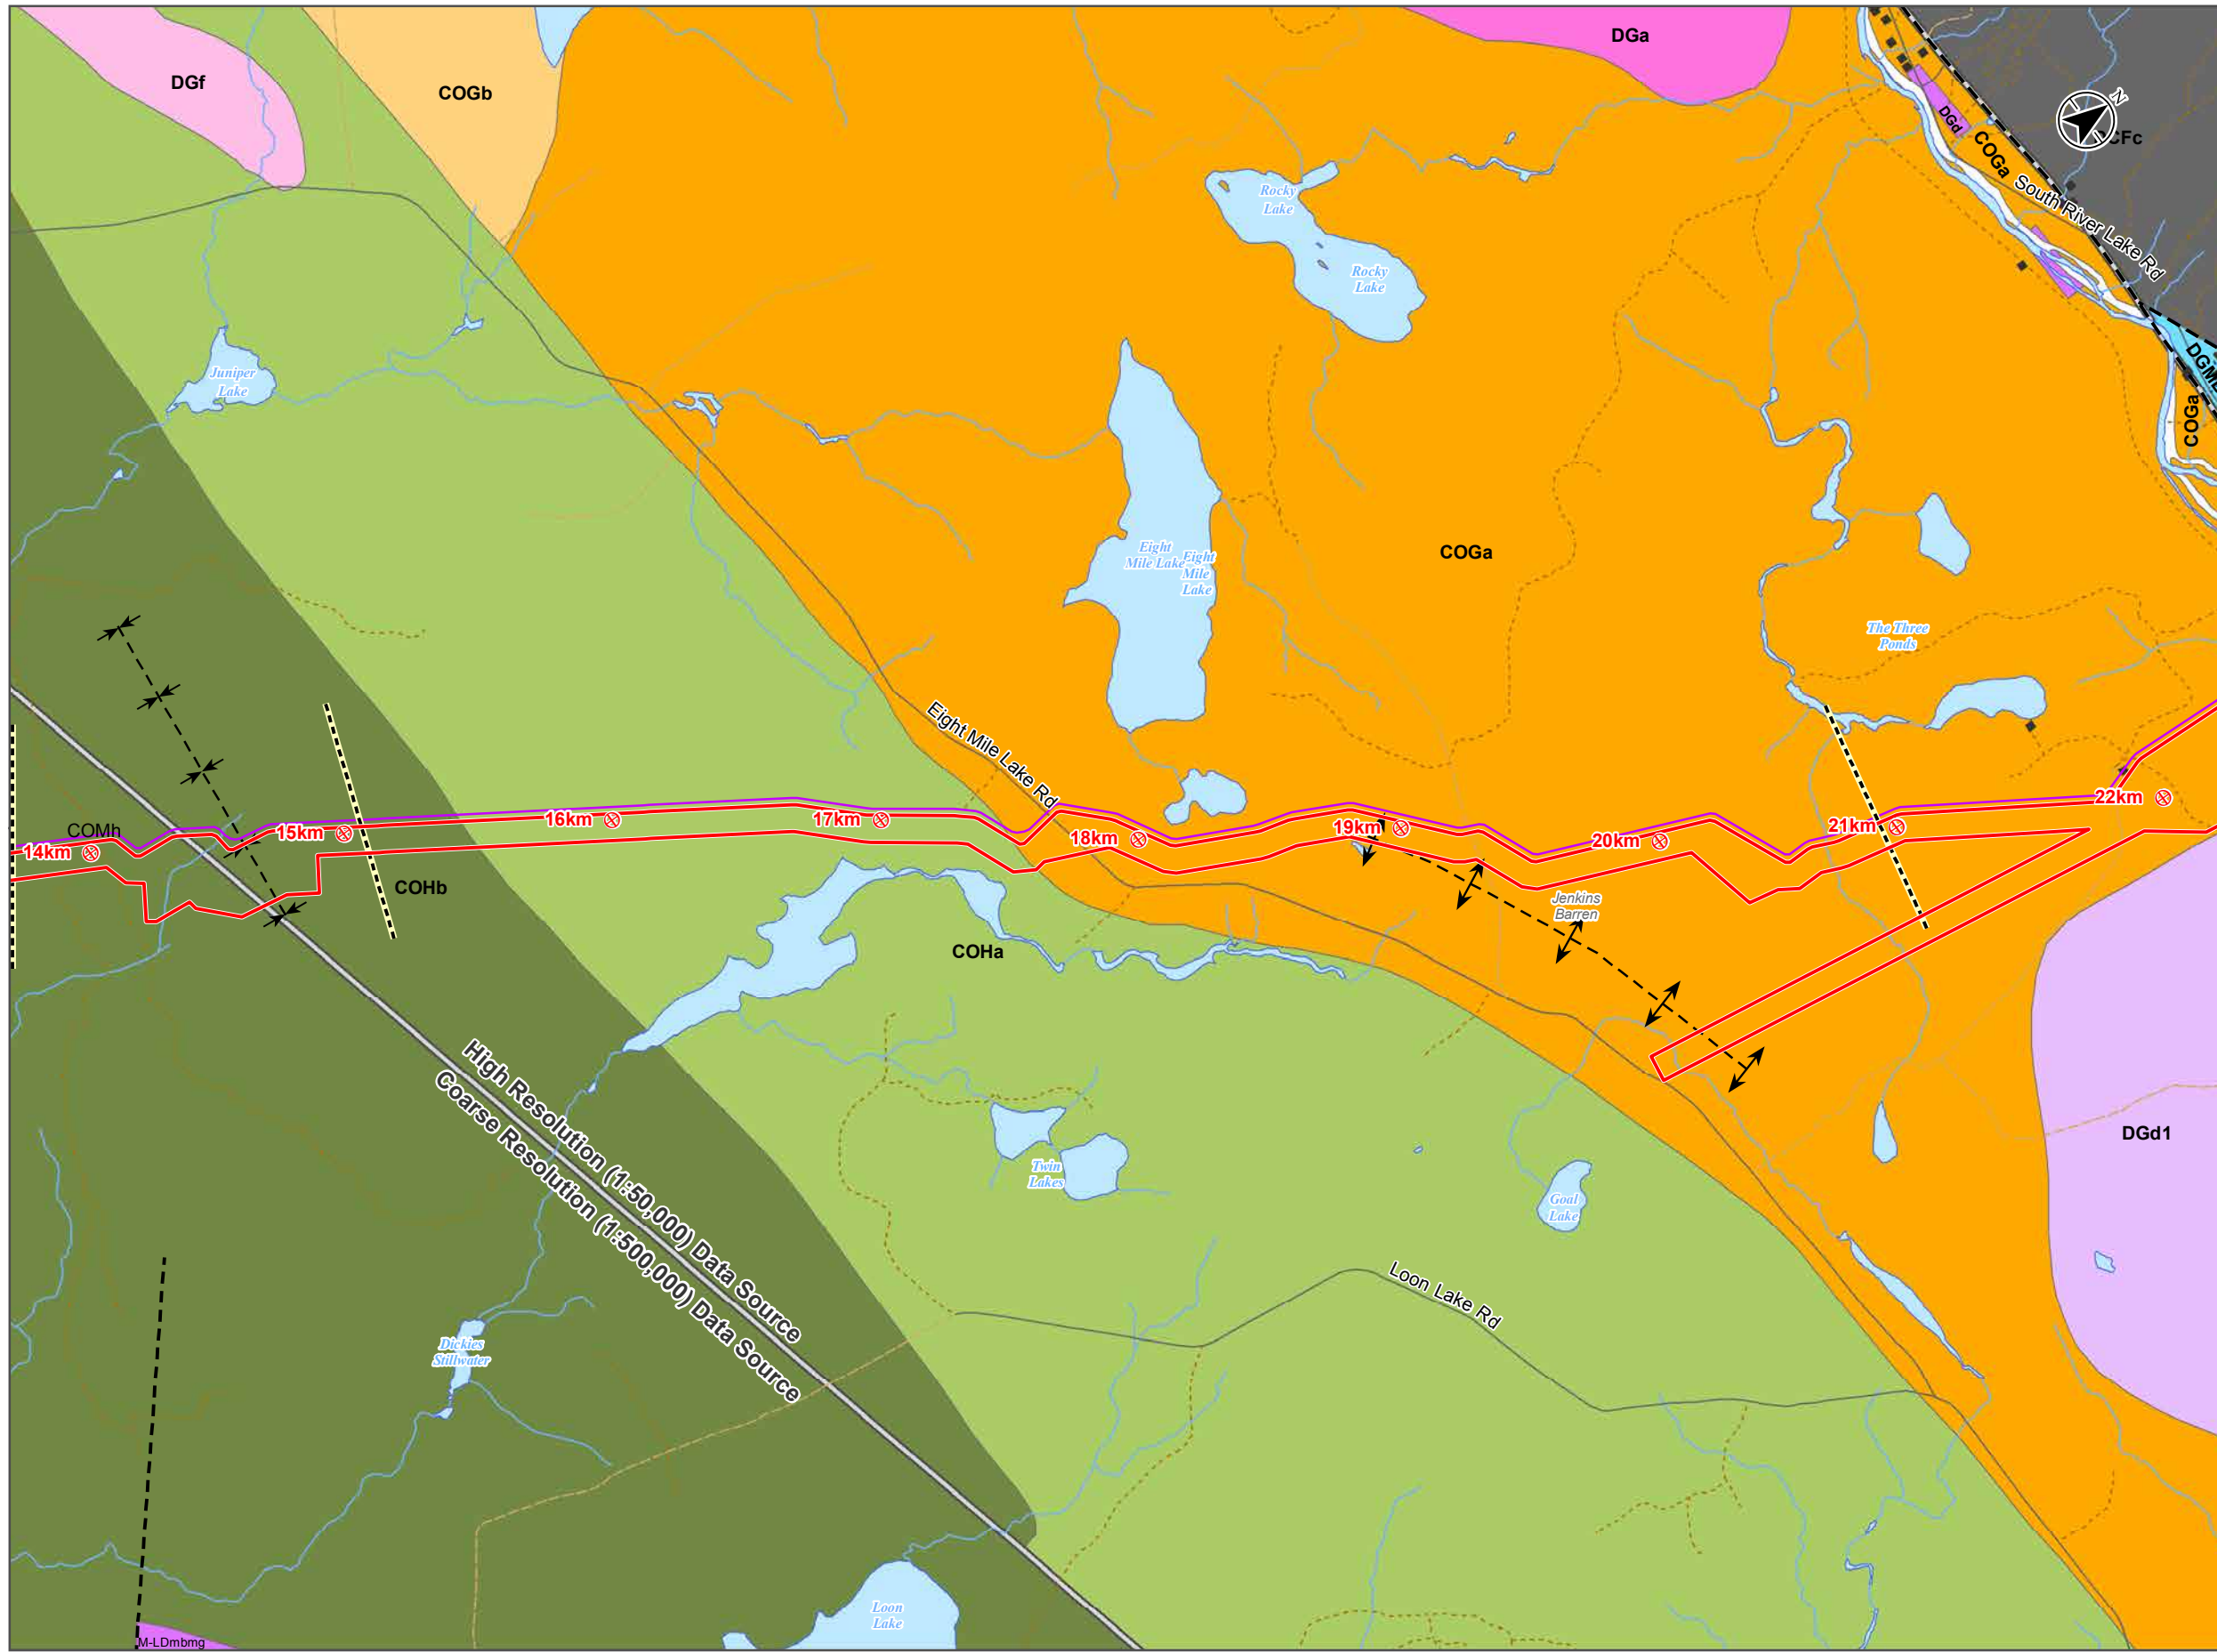 DGa
DGf
COGb
DGd
N
COGa
South River Lake Rd
Rocky
Lake
Rocky
Lake
DGML
COGa
Juniper
Lake
Eight
Mile Lake
Eight
Mile
Lake
COGa
The Three
Ponds
Eight Mile Lake Rd
14km
COMh
15km
16km
17km
18km
19km
20km
21km
22km
COHb
COHa
Jenkins
Barren
High Resolution (1:50,000) Data Source
Coarse Resolution (1:500,000) Data Source
Twin
Lakes
Goal
Lake
DGd1
Loon Lake Rd
Dickies
Stillwater
Loon
Lake
M-LDmbmg